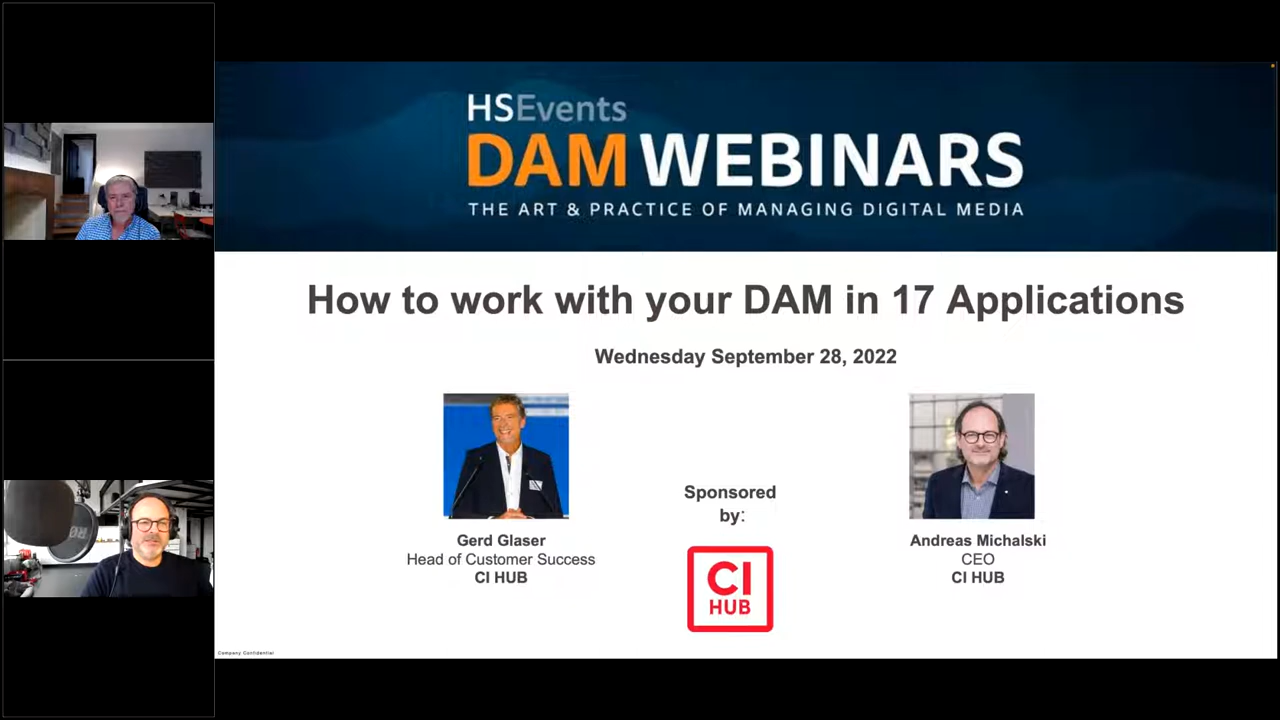 HSEvents
DAM WEBINARS
THE ART & PRACTICE OF MANAGING DIGITAL MEDIA
How to work with your DAM in 17 Applications
Wednesday September 28, 2022
Gerd Glaser
Head of Customer Success
CI HUB
Sponsored
by:
CI
HUB
Andreas Michalski
CEO
CI HUB
RØDE
Company Confidential